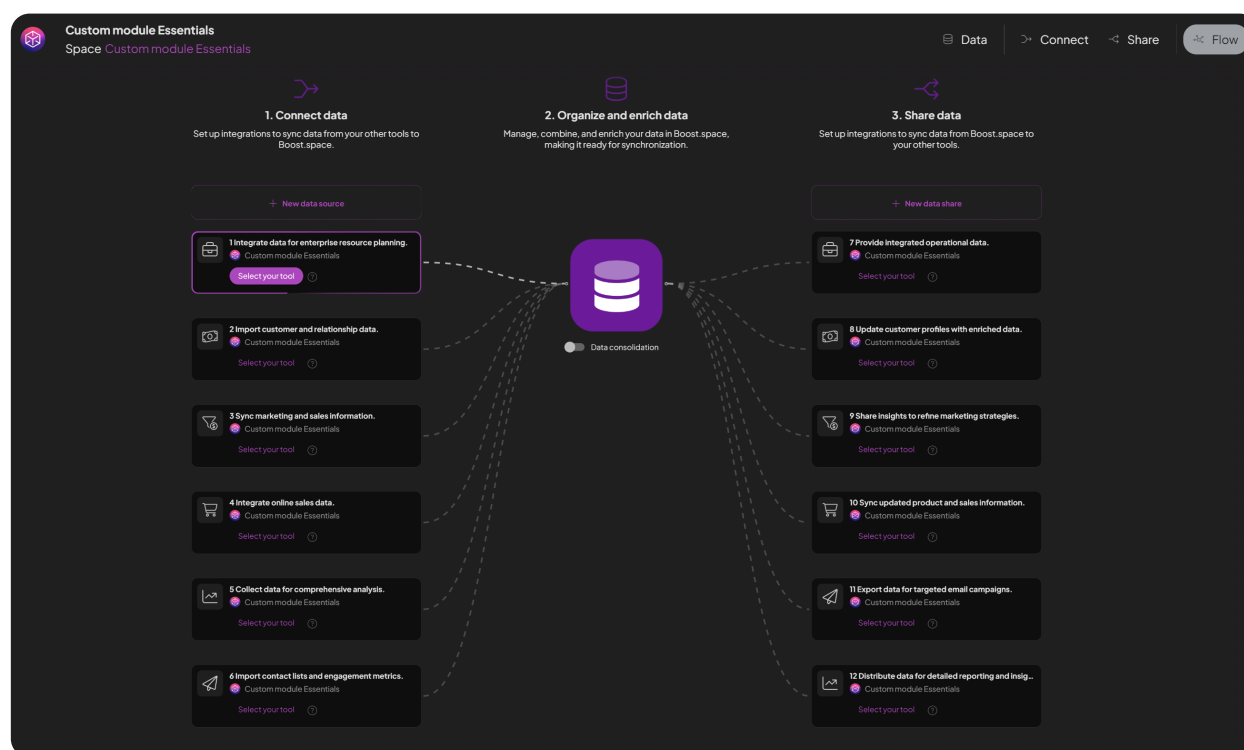 Custom module Essentials
Space Custom module Essentials
Data
Connect
Share
Flow
1. Connect data
Set up integrations to sync data from your other tools to
Boost.space.
2. Organize and enrich data
Manage, combine, and enrich your data in Boost.space,
making it ready for synchronization.
3. Share data
Set up integrations to sync data from Boost.space to
your other tools.
+ New data source
1 Integrate data for enterprise resource planning.
Custom module Essentials
Select your tool ?
2 Import customer and relationship data.
Custom module Essentials
Select your tool ?
3 Sync marketing and sales information.
Custom module Essentials
Select your tool ?
4 Integrate online sales data.
Custom module Essentials
Select your tool ?
5 Collect data for comprehensive analysis.
Custom module Essentials
Select your tool ?
6 Import contact lists and engagement metrics.
Custom module Essentials
Select your tool ?
Data consolidation
+ New data share
7 Provide integrated operational data.
Custom module Essentials
Select your tool ?
8 Update customer profiles with enriched data.
Custom module Essentials
Select your tool ?
9 Share insights to refine marketing strategies.
Custom module Essentials
Select your tool ?
10 Sync updated product and sales information.
Custom module Essentials
Select your tool ?
11 Export data for targeted email campaigns.
Custom module Essentials
Select your tool ?
12 Distribute data for detailed reporting and insig...
Custom module Essentials
Select your tool ?